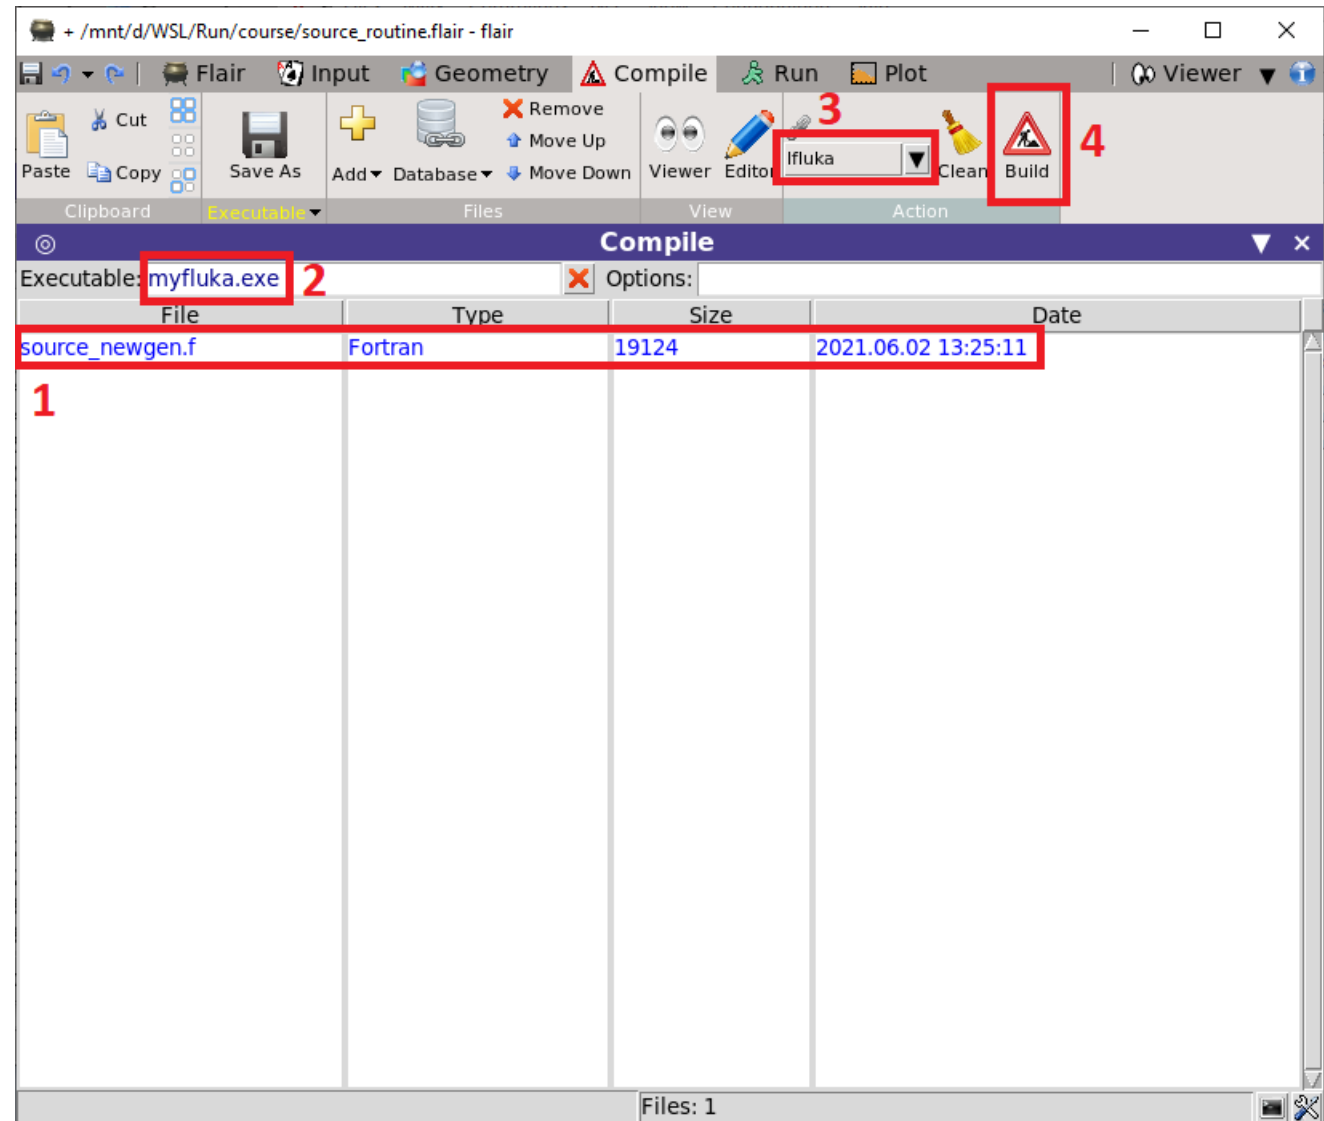 + /mnt/d/WSL/Run/course/source_routine.flair - flair
Flair Input Geometry Compile Run Plot Viewer
Paste Cut Copy Save As Add Database Remove Move Up Move Down Viewer Editor 3 lfluka Clean Build 4
Clipboard Executable Files View Action
Compile
Executable: myfluka.exe 2 Options:
File Type Size Date
source_newgen.f Fortran 19124 2021.06.02 13:25:11
1
Files: 1